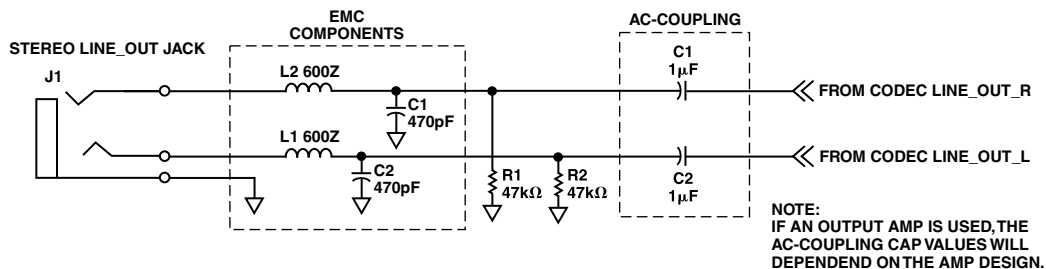 EMC
COMPONENTS
AC-COUPLING
STEREO LINE_OUT JACK
J1
L2 600Z
C1
1µF
FROM CODEC LINE_OUT_R
C1
470pF
L1 600Z
FROM CODEC LINE_OUT_L
C2
470pF
R1
47kΩ
R2
47kΩ
C2
1µF
NOTE:
IF AN OUTPUT AMP IS USED, THE
AC-COUPLING CAP VALUES WILL
DEPENDEND ON THE AMP DESIGN.